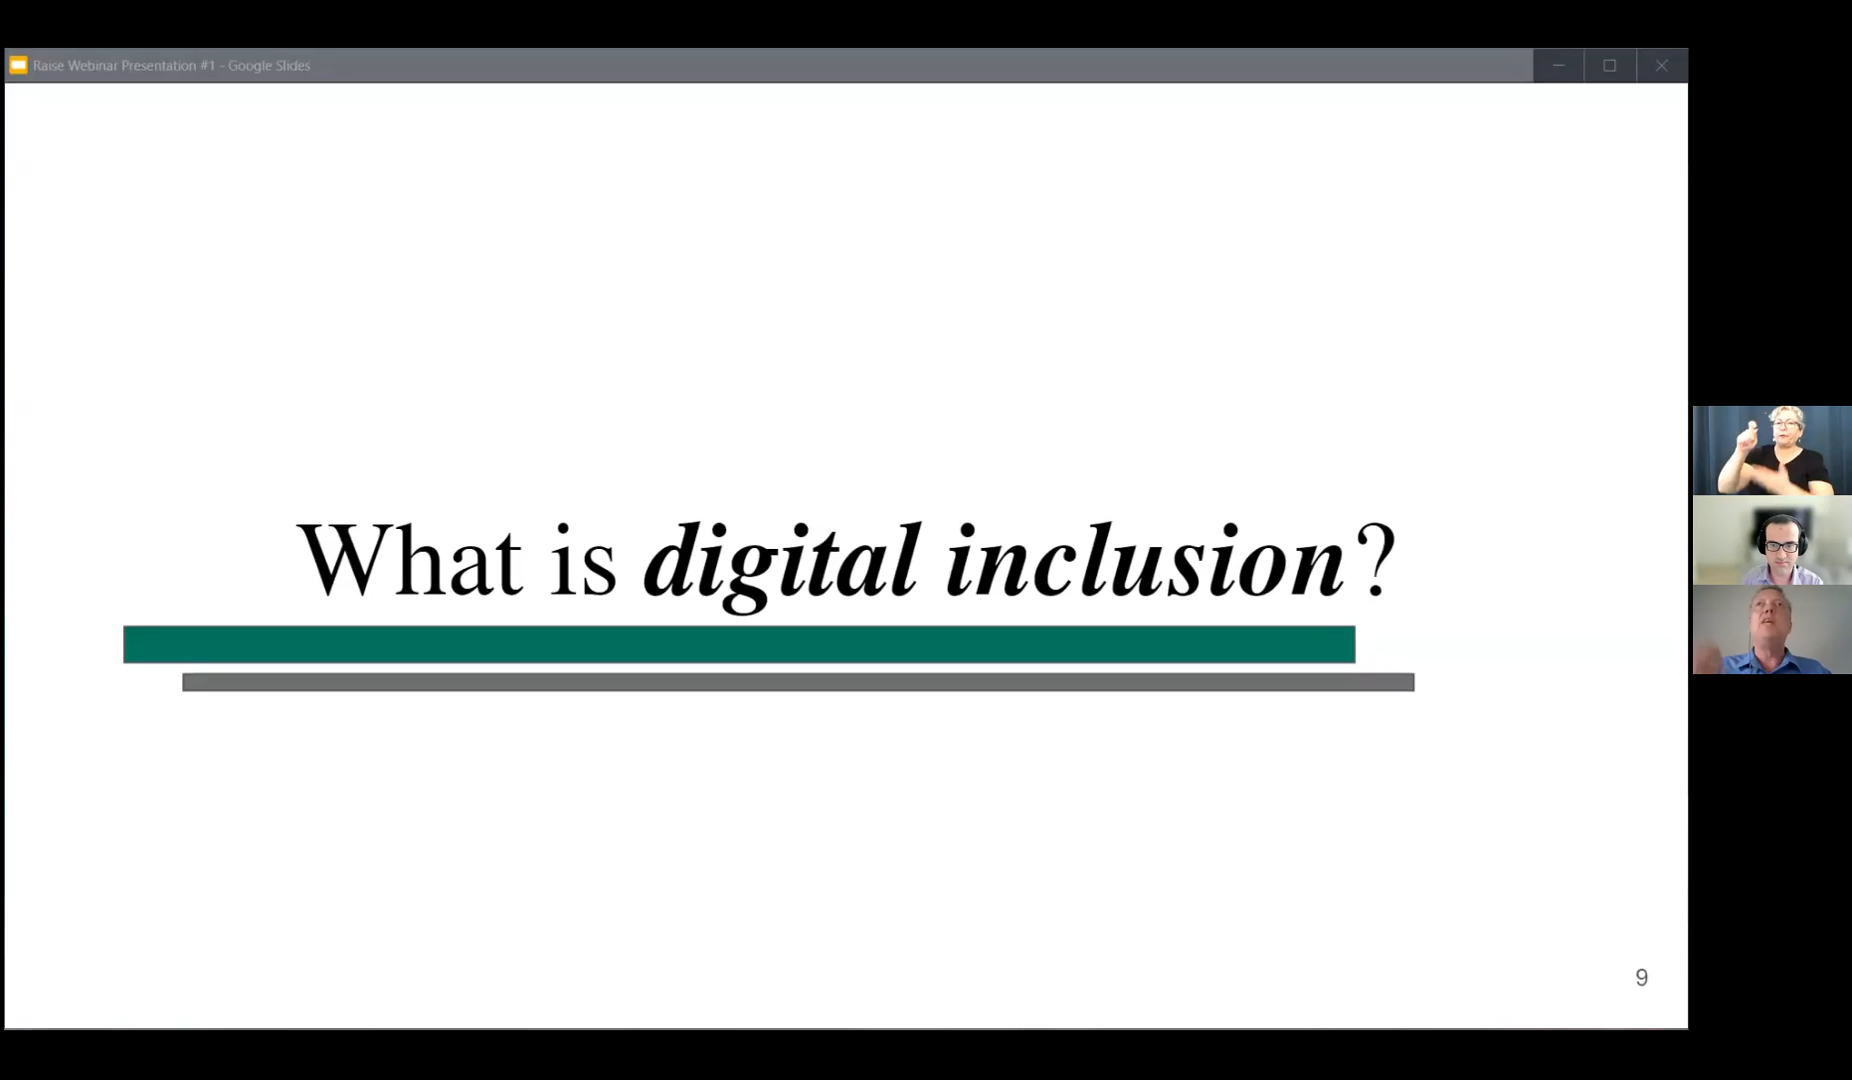 Raise Webinar Presentation #1 - Google Slides
What is digital inclusion?
9